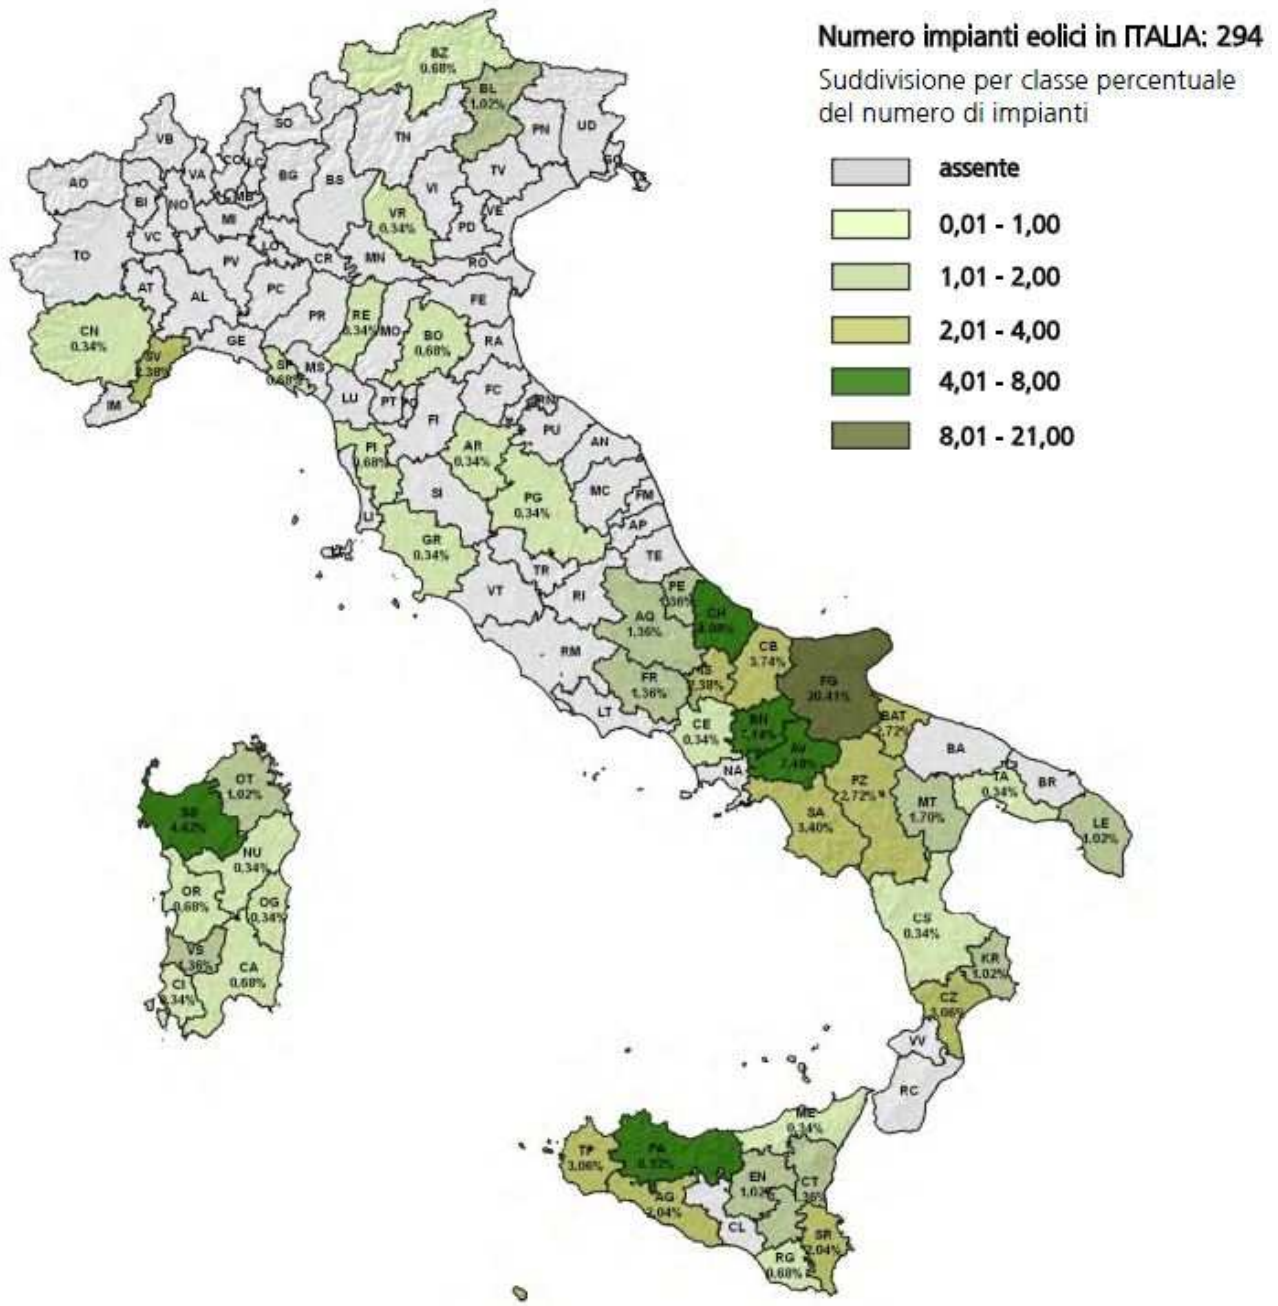 Numero impianti eolici in ITALIA: 294
Suddivisione per classe percentuale
del numero di impianti
assente
0,01 - 1,00
1,01 - 2,00
2,01 - 4,00
4,01 - 8,00
8,01 - 21,00
BZ
0.68%
BL
1.02%
SO
TN
PN
UD
VB
VA
BG
BS
VI
TV
AO
BI
NO
MI
VR
0.34%
PD
VE
VC
TO
PV
CR
MN
RO
AT
AL
PC
PR
RE
0.34%
MO
BO
0.68%
FE
RA
CN
0.34%
SV
2.38%
GE
SP
0.68%
MS
IM
LU
PT
FI
FC
RN
PU
AN
PI
0.68%
AR
0.34%
SI
PG
0.34%
MC
FM
AP
LI
GR
0.34%
TE
TR
VT
RI
PE
AQ
1.36%
CH
RM
CB
3.74%
FR
1.36%
IS
2.38%
FG
20.41%
LT
CE
0.34%
BN
AV
BAT
2.72%
BA
NA
PZ
2.72%
TA
0.34%
BR
SA
3.40%
MT
1.70%
LE
1.02%
OT
1.02%
SS
NU
0.34%
OR
0.68%
OG
0.34%
VS
1.36%
CA
0.68%
CI
0.34%
CS
0.34%
KR
1.02%
CZ
3.06%
VV
RC
ME
0.34%
TP
3.06%
PA
EN
1.02%
CT
1.36%
AG
2.04%
CL
SR
2.04%
RG
0.68%